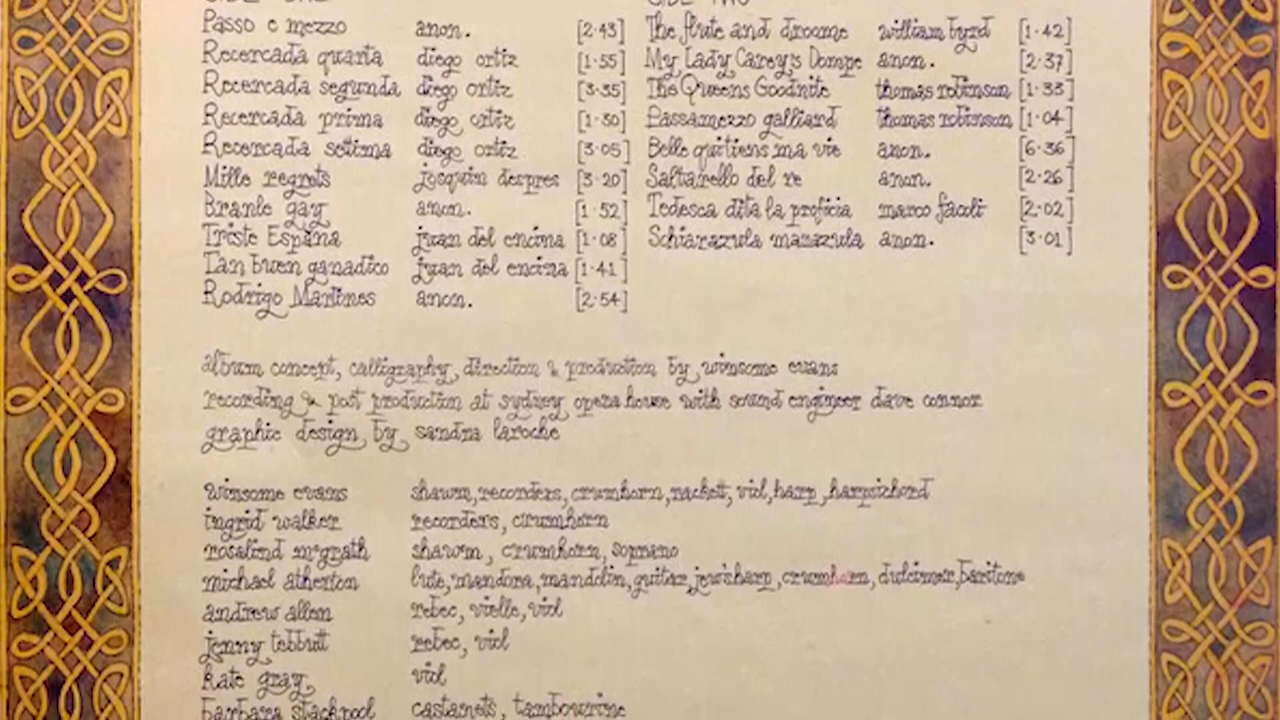 SIDE ONE SIDE TWO
Passo e mezzo anon. [2·43] The flute and droome william byrd [1·42]
Recercada quarta diego ortiz [1·55] My Lady Carey's Dompe anon. [2·37]
Recercada segunda diego ortiz [3·35] The Queens Goodnite thomas robinson [1·33]
Recercada prima diego ortiz [1·30] Passamezzo galliard thomas robinson [1·04]
Recercada settima diego ortiz [3·05] Belle quitiens ma vie anon. [6·36]
Mille regrets josquin despres [3·20] Saltarello del re anon. [2·26]
Branle gay anon. [1·52] Tedesca dita la proficia marco facoli [2·02]
Triste España juan del encina [1·08] Schiarazula marazula anon. [3·01]
Tan buen ganadico juan del encina [1·41]
Rodrigo Martines anon. [2·54]
album concept, calligraphy, direction & production by winsome evans
recording & post production at sydney opera house with sound engineer dave connor
graphic design by sandra laroche
winsome evans shawm, recorders, crumhorn, rackett, viol, harp, harpsichord
ingrid walker recorders, crumhorn
rosalind mcgrath shawm, crumhorn, soprano
michael atherton lute, mandora, mandolin, guitar, jew's harp, crumhorn, dulcimer, baritone
andrew allen rebec, vielle, viol
jenny tebbutt rebec, viol
kate gray viol
barbara stackpool castanets, tambourine